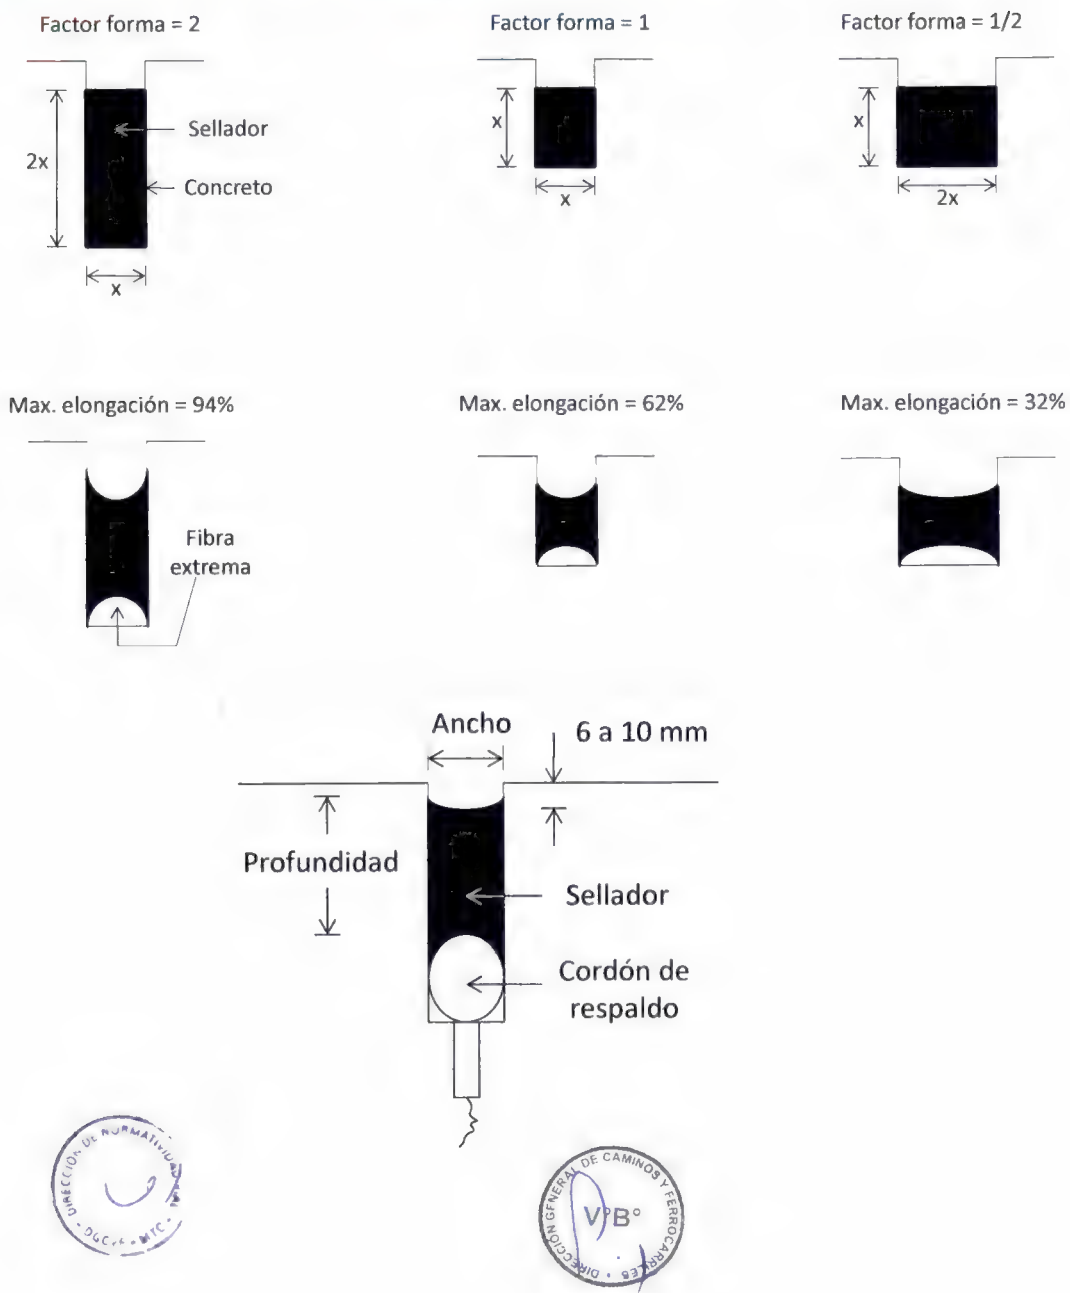 Factor forma = 2
Factor forma = 1
Factor forma = 1/2
Sellador
2x
Concreto
x
x
x
x
2x
Max. elongación = 94%
Max. elongación = 62%
Max. elongación = 32%
Fibra
extrema
Ancho
6 a 10 mm
Profundidad
Sellador
Cordón de
respaldo
DIRECCIÓN DE NORMATIVIDAD
MTC
DIRECCIÓN GENERAL DE CAMINOS Y FERROCARRILES
V°B°